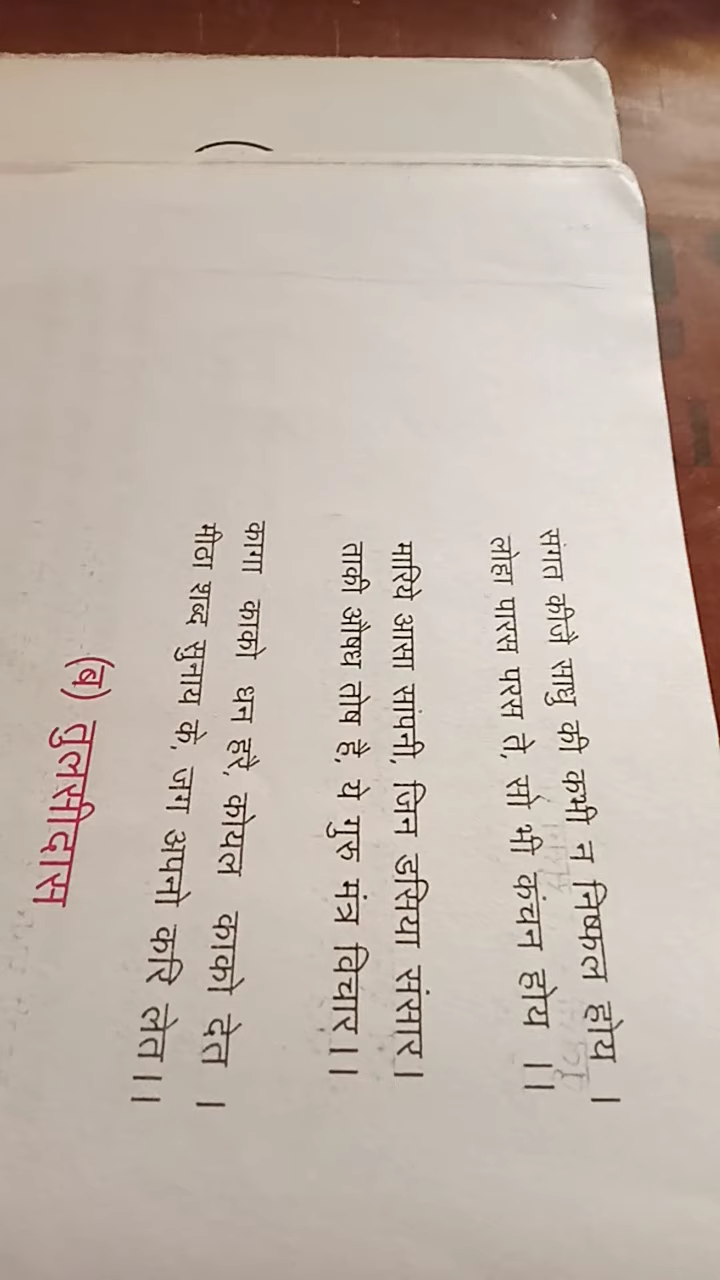 संगत कीजै साधु की कभी न निष्फल होय ।
लोहा पारस परस ते, सो भी कंचन होय ।।
मारिये आसा सांपनी, जिन डसिया संसार।
ताकी औषध तोष है, ये गुरु मंत्र विचार।।
कागा काको धन हरै, कोयल काको देत ।
मीठा शब्द सुनाय के, जग अपनो करि लेत।।
(ब) तुलसीदास